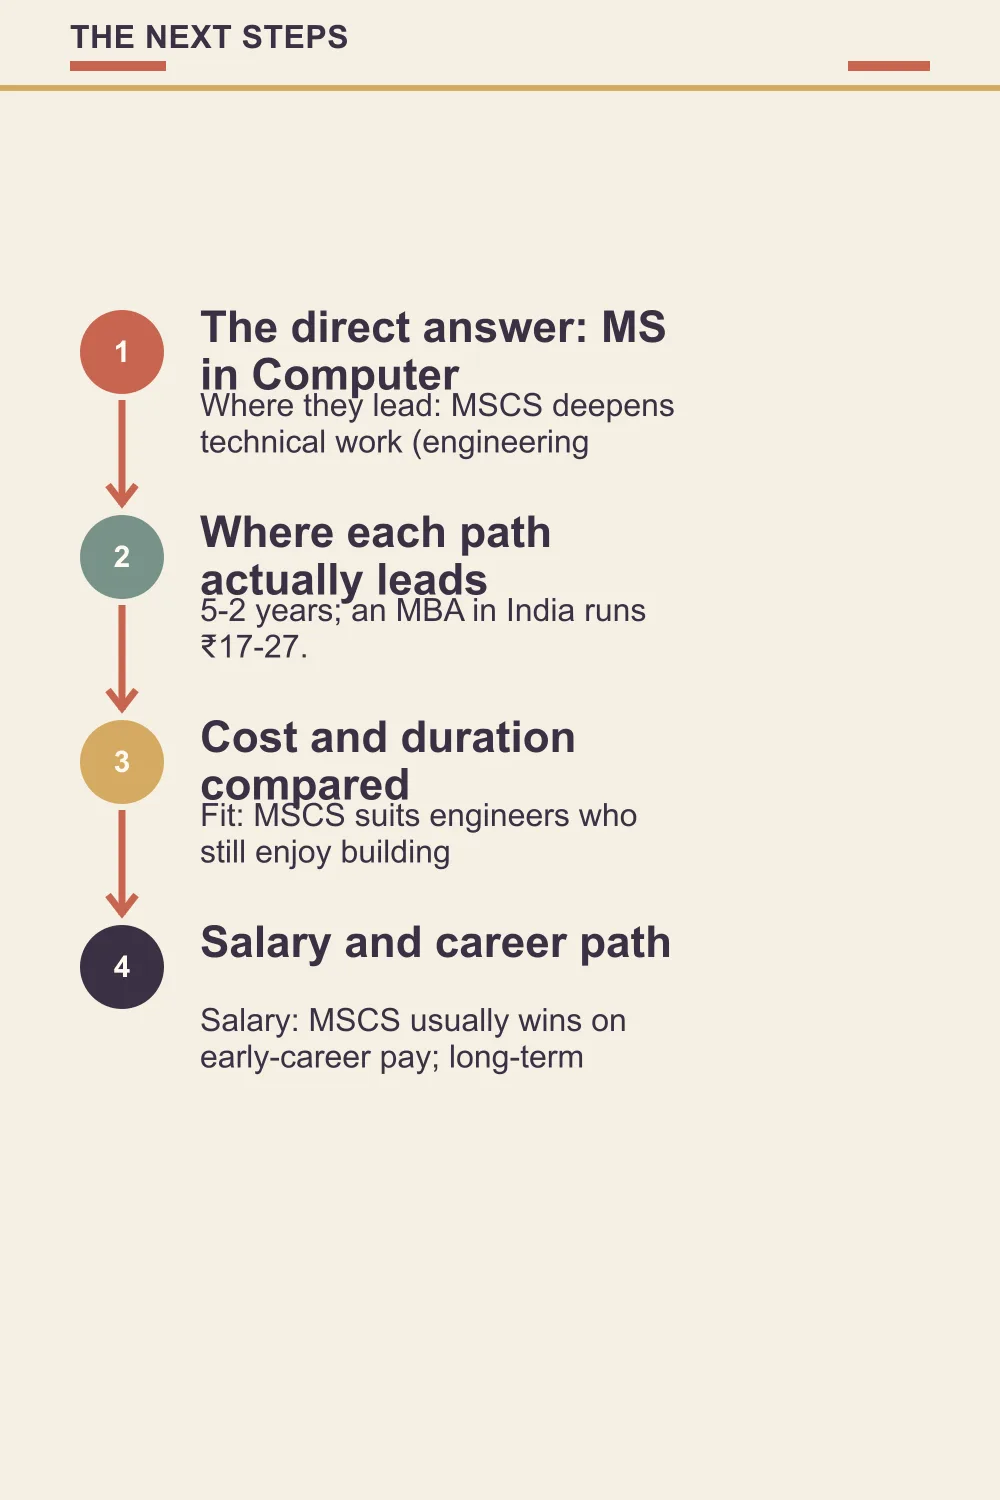 THE NEXT STEPS
1
The direct answer: MS
in Computer
Where they lead: MSCS deepens
technical work (engineering
2
Where each path
actually leads
5-2 years; an MBA in India runs
₹17-27.
3
Cost and duration
compared
Fit: MSCS suits engineers who
still enjoy building
4
Salary and career path
Salary: MSCS usually wins on
early-career pay; long-term